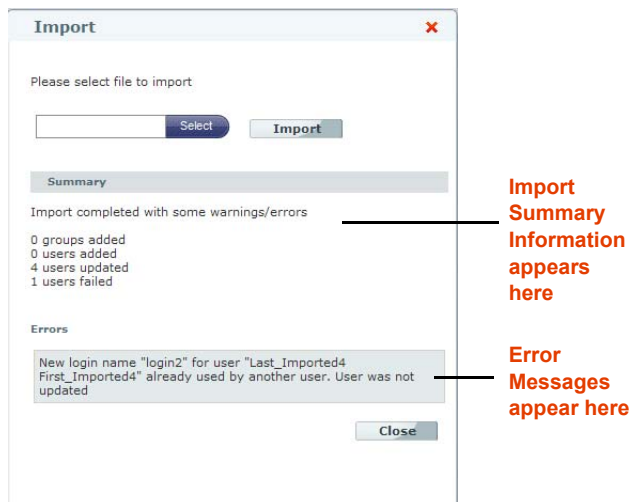 Import
Please select file to import
Select
Import
Summary
Import completed with some warnings/errors
0 groups added
0 users added
4 users updated
1 users failed
Errors
New login name "login2" for user "Last_Imported4
First_Imported4" already used by another user. User was not
updated
Close
Import
Summary
Information
appears
here
Error
Messages
appear here